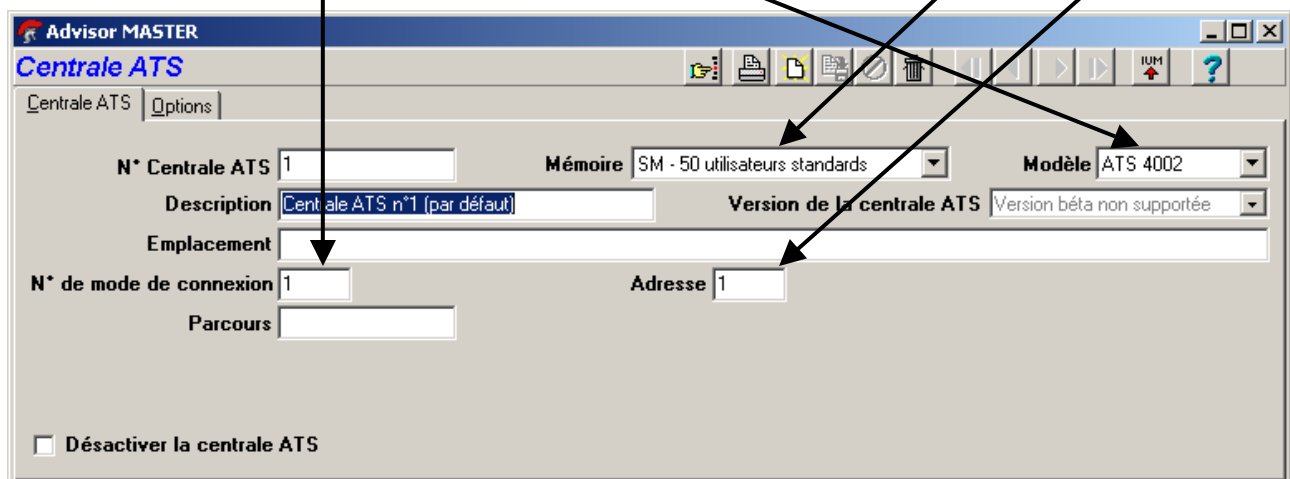 Advisor MASTER
Centrale ATS
IUM
?
Centrale ATS Options
N° Centrale ATS 1 Mémoire SM - 50 utilisateurs standards Modèle ATS 4002
Description Centrale ATS n°1 (par défaut) Version de la centrale ATS Version béta non supportée
Emplacement
N° de mode de connexion 1 Adresse 1
Parcours
Désactiver la centrale ATS